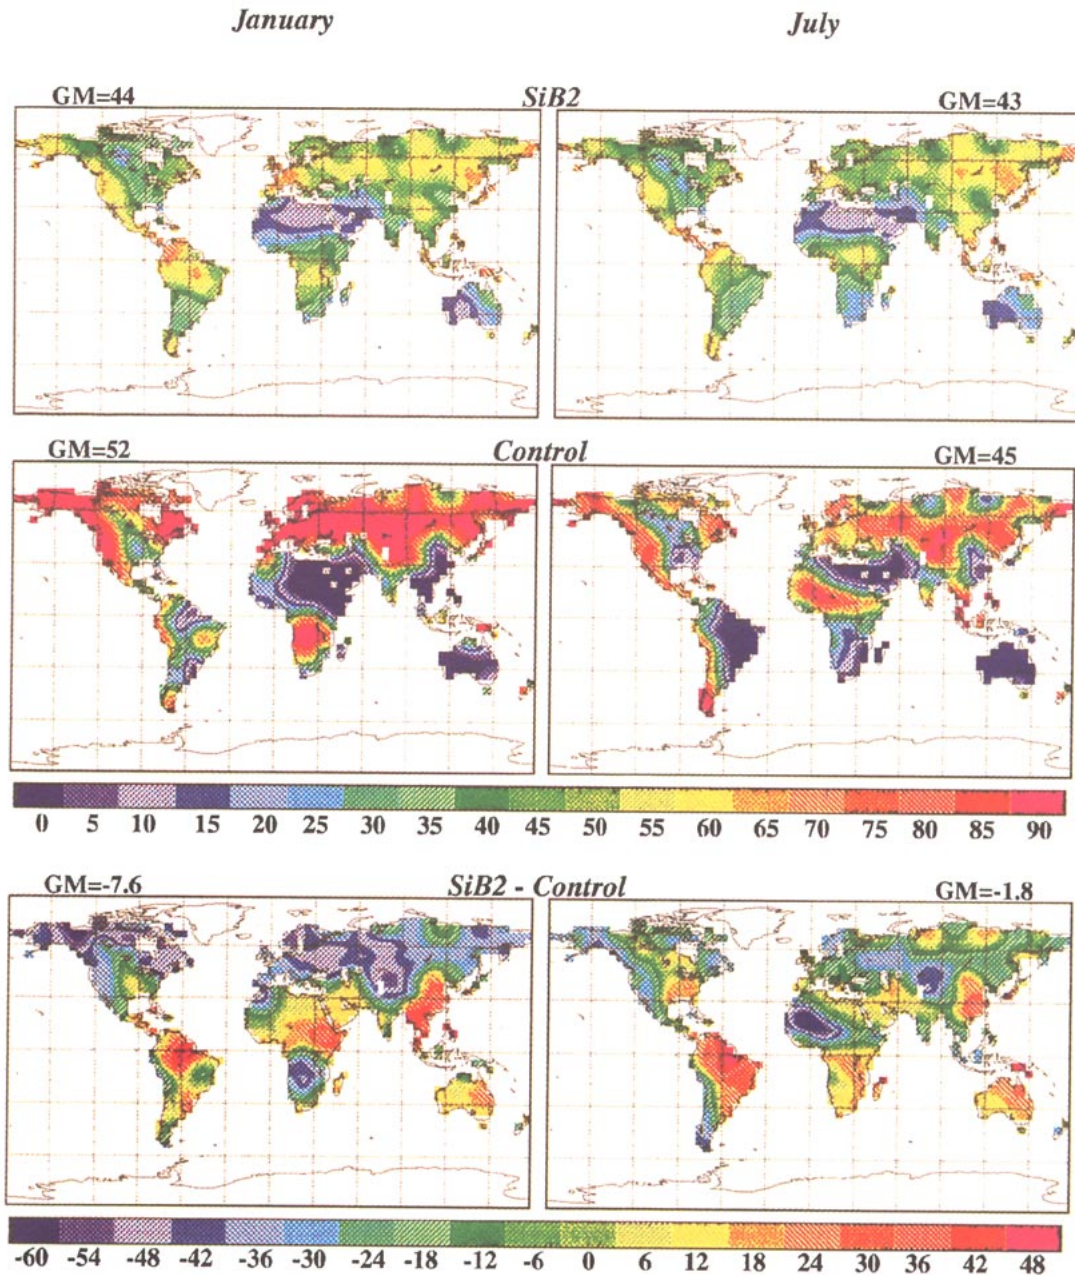 January July
GM=44 SiB2 GM=43
GM=52 Control GM=45
0 5 10 15 20 25 30 35 40 45 55 60 65 70 75 80 85 90
GM=-7.6 SiB2 - Control GM=-1.8
-60 -54 -48 -42 -36 -30 -24 -18 -12 -6 0 6 12 18 24 30 36 42 48